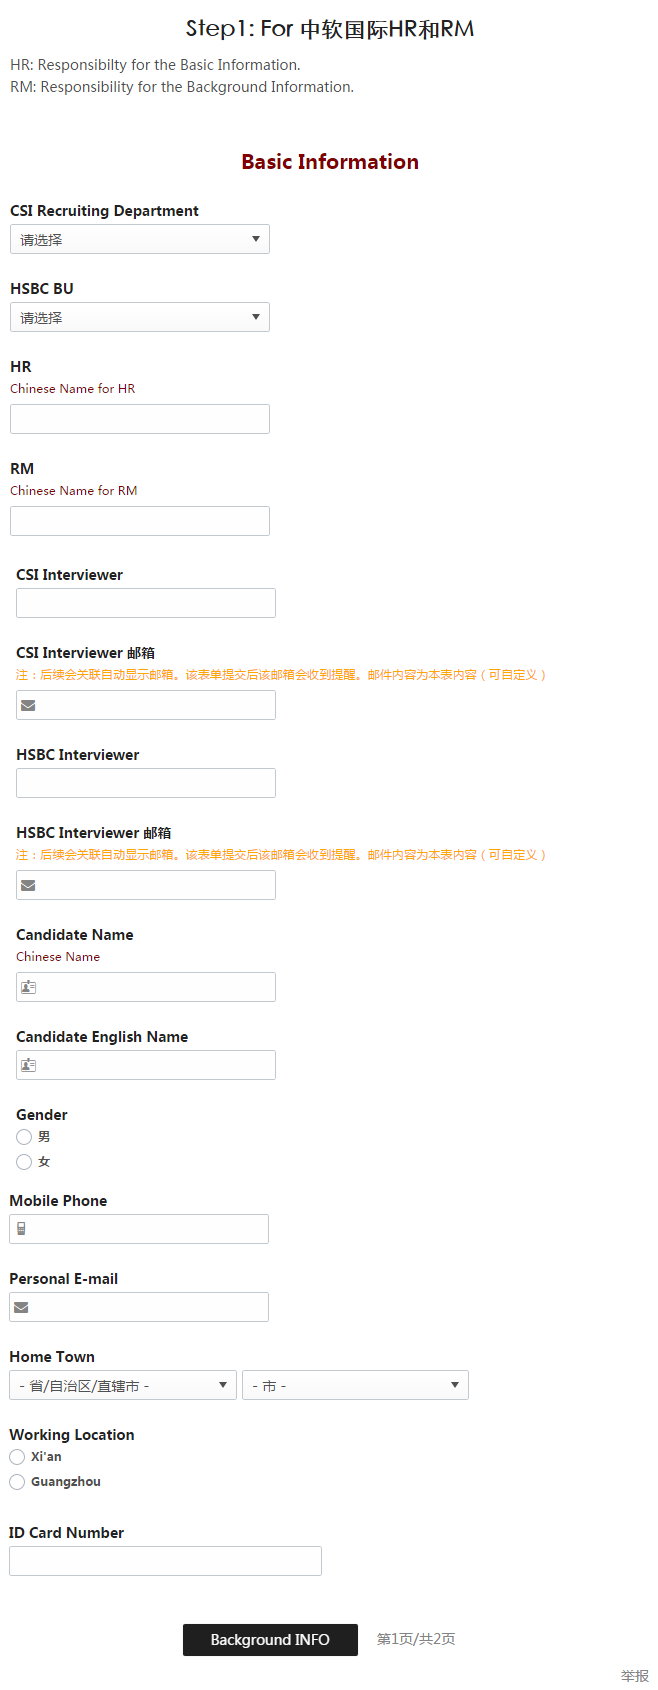 Step1: For 中软国际HR和RM
HR: Responsibilty for the Basic Information.
RM: Responsibility for the Background Information.
Basic Information
CSI Recruiting Department
请选择
HSBC BU
请选择
HR
Chinese Name for HR
RM
Chinese Name for RM
CSI Interviewer
CSI Interviewer 邮箱
注：后续会关联自动显示邮箱。该表单提交后该邮箱会收到提醒。邮件内容为本表内容（可自定义）
HSBC Interviewer
HSBC Interviewer 邮箱
注：后续会关联自动显示邮箱。该表单提交后该邮箱会收到提醒。邮件内容为本表内容（可自定义）
Candidate Name
Chinese Name
Candidate English Name
Gender
男
女
Mobile Phone
Personal E-mail
Home Town
- 省/自治区/直辖市 - - 市 -
Working Location
Xi'an
Guangzhou
ID Card Number
Background INFO 第1页/共2页
举报